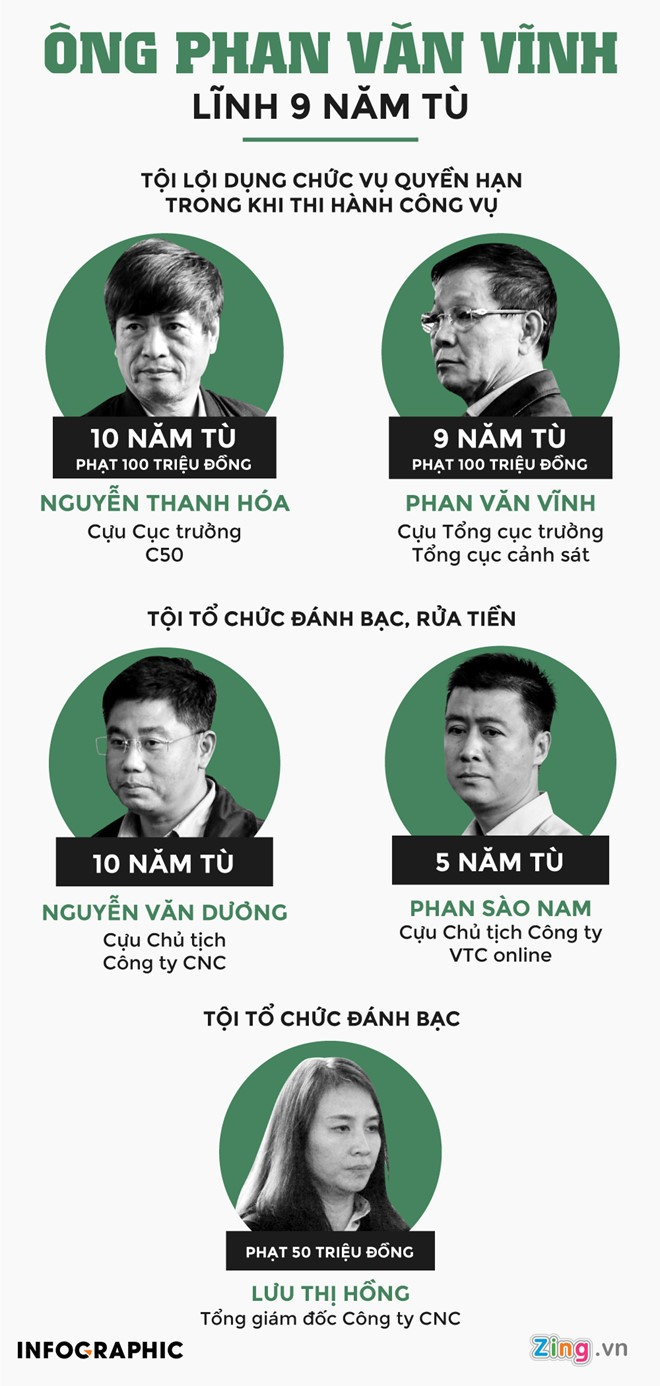 ÔNG PHAN VĂN VĨNH
LĨNH 9 NĂM TÙ
TỘI LỢI DỤNG CHỨC VỤ QUYỀN HẠN
TRONG KHI THI HÀNH CÔNG VỤ
10 NĂM TÙ
PHẠT 100 TRIỆU ĐỒNG
NGUYỄN THANH HÓA
Cựu Cục trưởng
C50
9 NĂM TÙ
PHẠT 100 TRIỆU ĐỒNG
PHAN VĂN VĨNH
Cựu Tổng cục trưởng
Tổng cục cảnh sát
TỘI TỔ CHỨC ĐÁNH BẠC, RỬA TIỀN
10 NĂM TÙ
NGUYỄN VĂN DƯƠNG
Cựu Chủ tịch
Công ty CNC
5 NĂM TÙ
PHAN SÀO NAM
Cựu Chủ tịch Công ty
VTC online
TỘI TỔ CHỨC ĐÁNH BẠC
PHẠT 50 TRIỆU ĐỒNG
LƯU THỊ HỒNG
Tổng giám đốc Công ty CNC
INFOGRAPHIC
Zing.vn